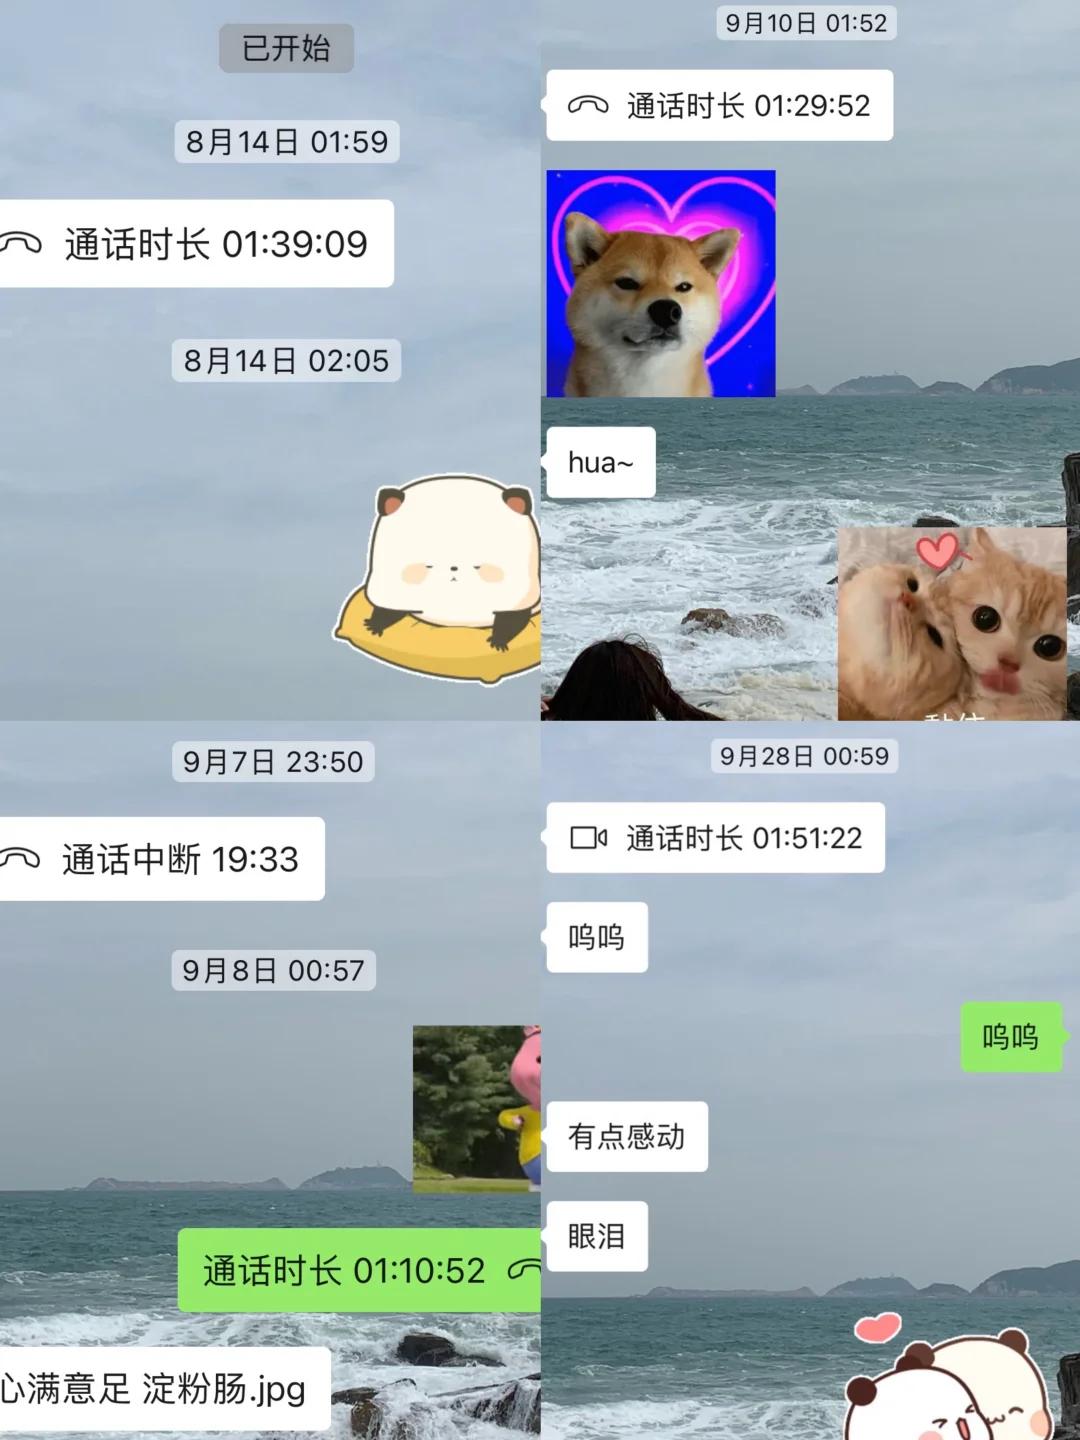 已开始
8月14日 01:59
通话时长 01:39:09
8月14日 02:05
9月10日 01:52
通话时长 01:29:52
hua~
9月7日 23:50
通话中断 19:33
9月8日 00:57
通话时长 01:10:52
心满意足 淀粉肠.jpg
9月28日 00:59
通话时长 01:51:22
呜呜
呜呜
有点感动
眼泪